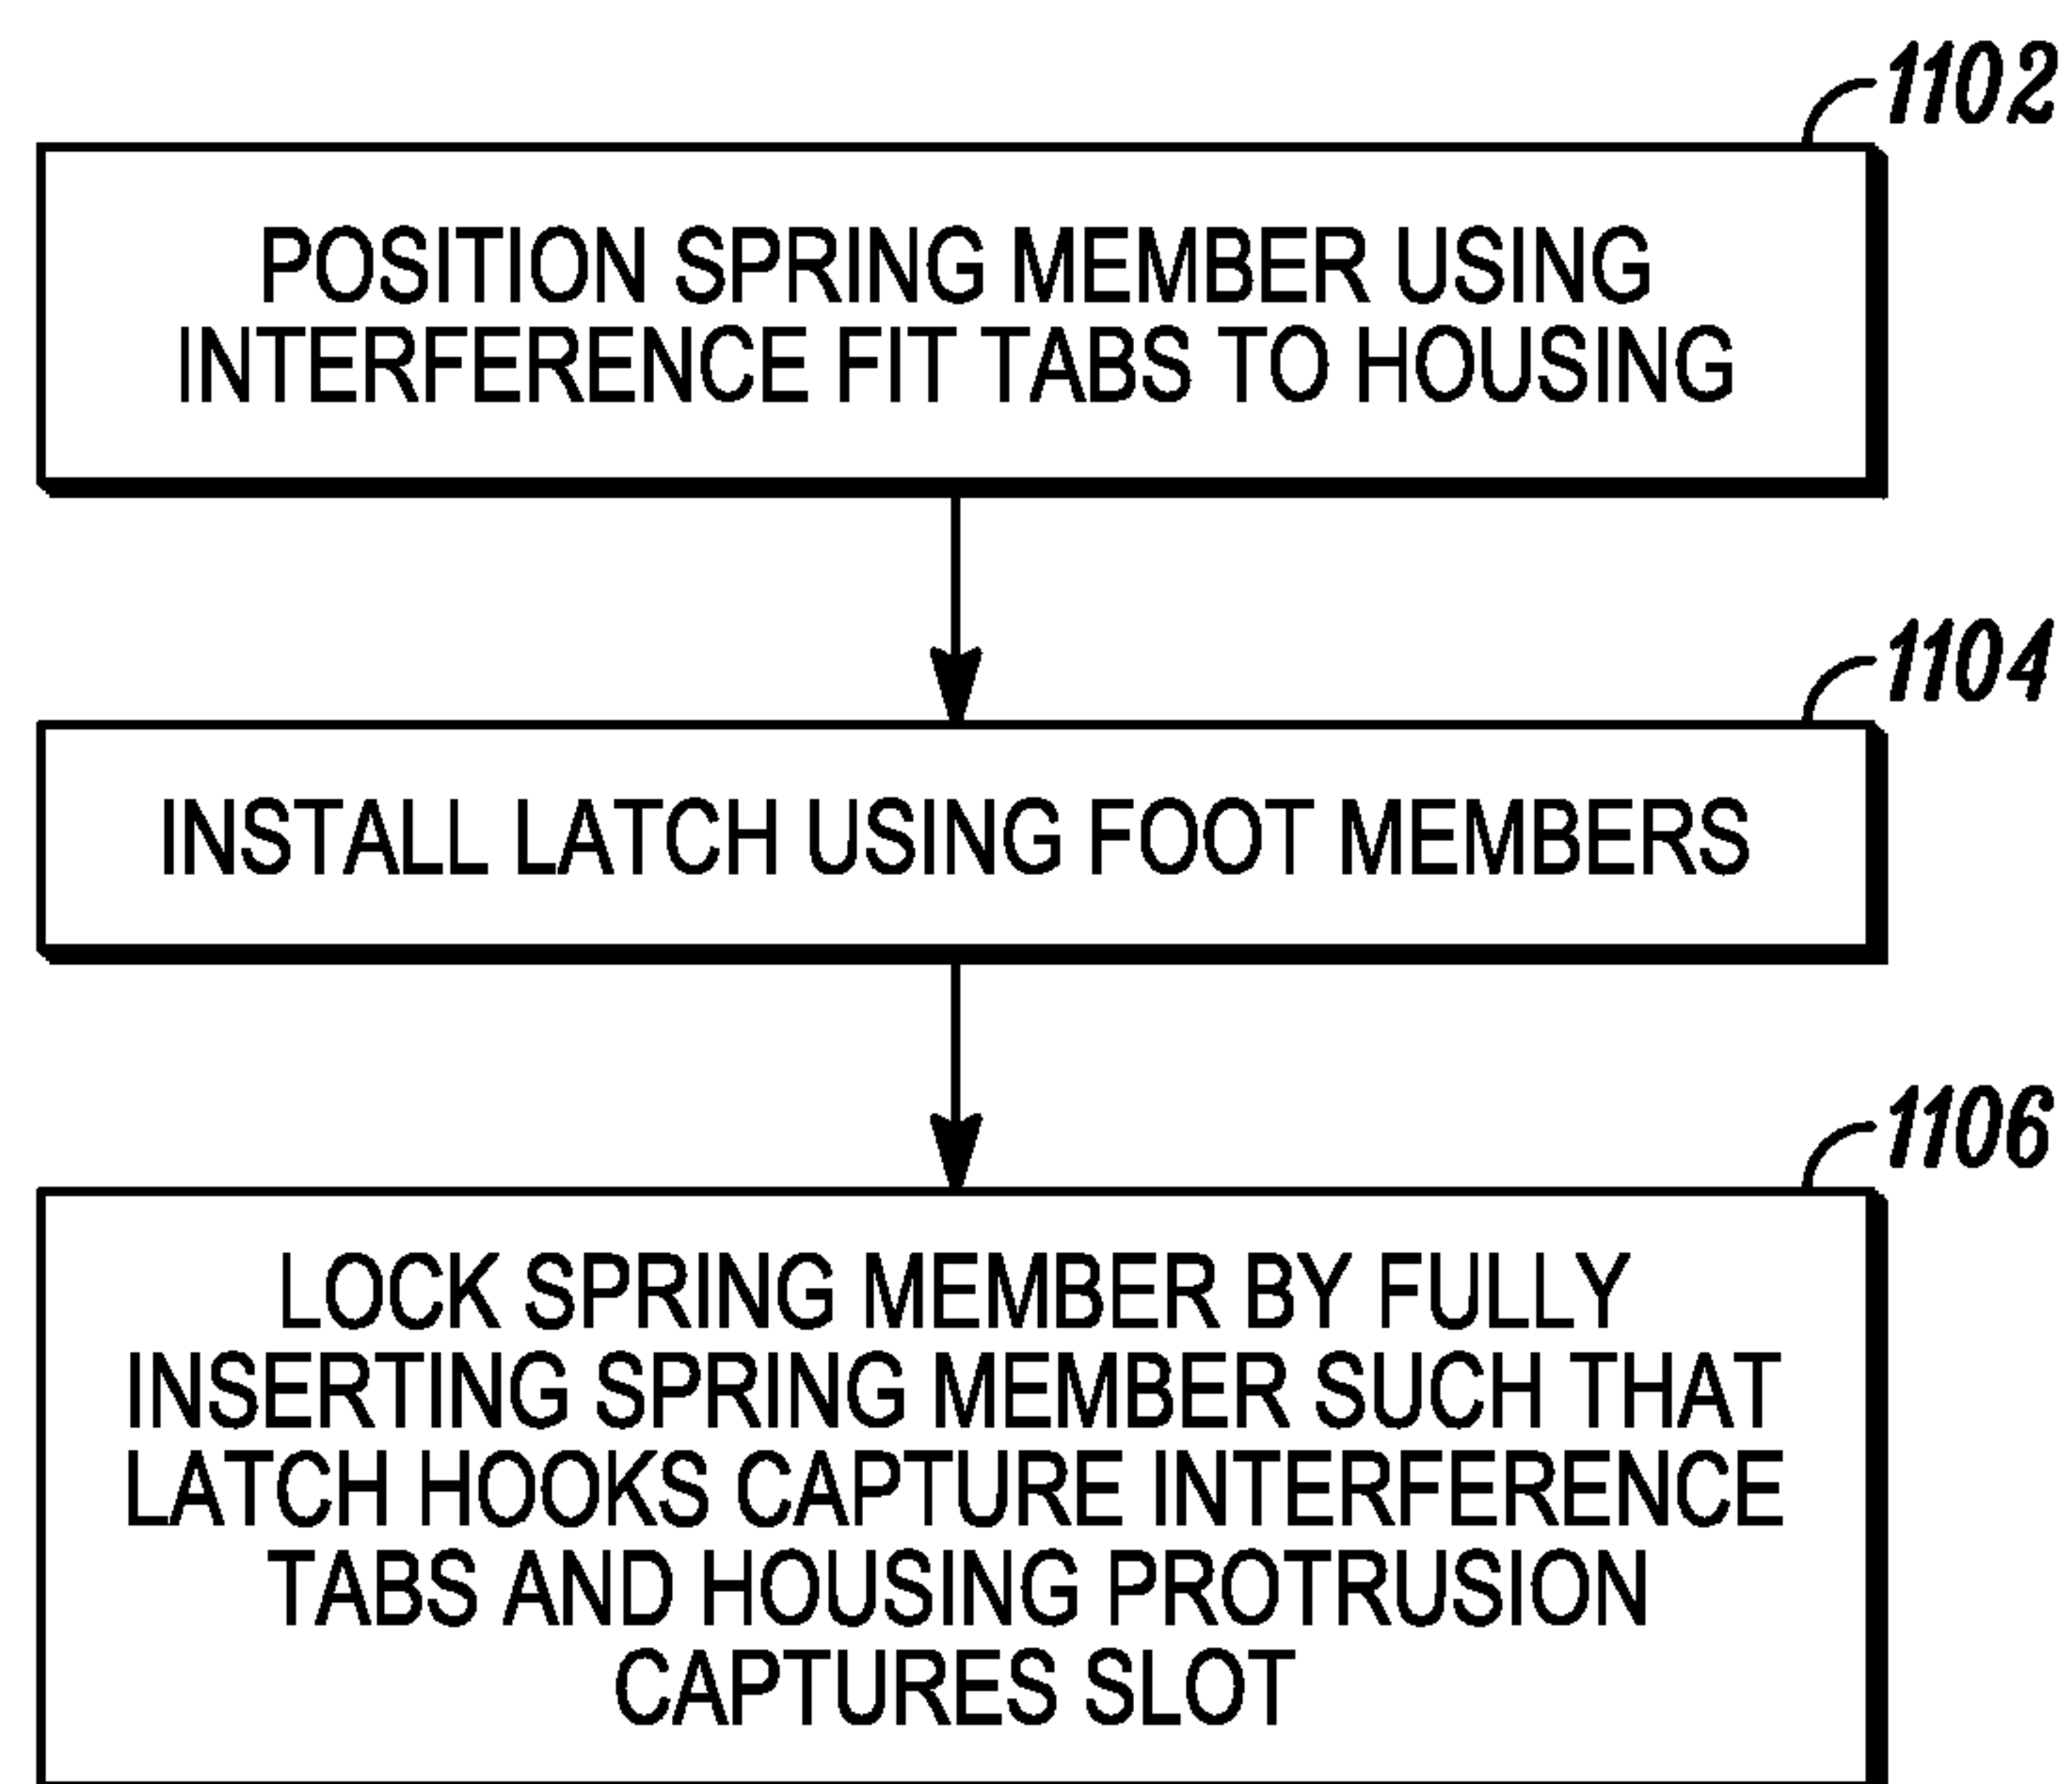 1102
POSITION SPRING MEMBER USING
INTERFERENCE FIT TABS TO HOUSING
1104
INSTALL LATCH USING FOOT MEMBERS
1106
LOCK SPRING MEMBER BY FULLY
INSERTING SPRING MEMBER SUCH THAT
LATCH HOOKS CAPTURE INTERFERENCE
TABS AND HOUSING PROTRUSION
CAPTURES SLOT